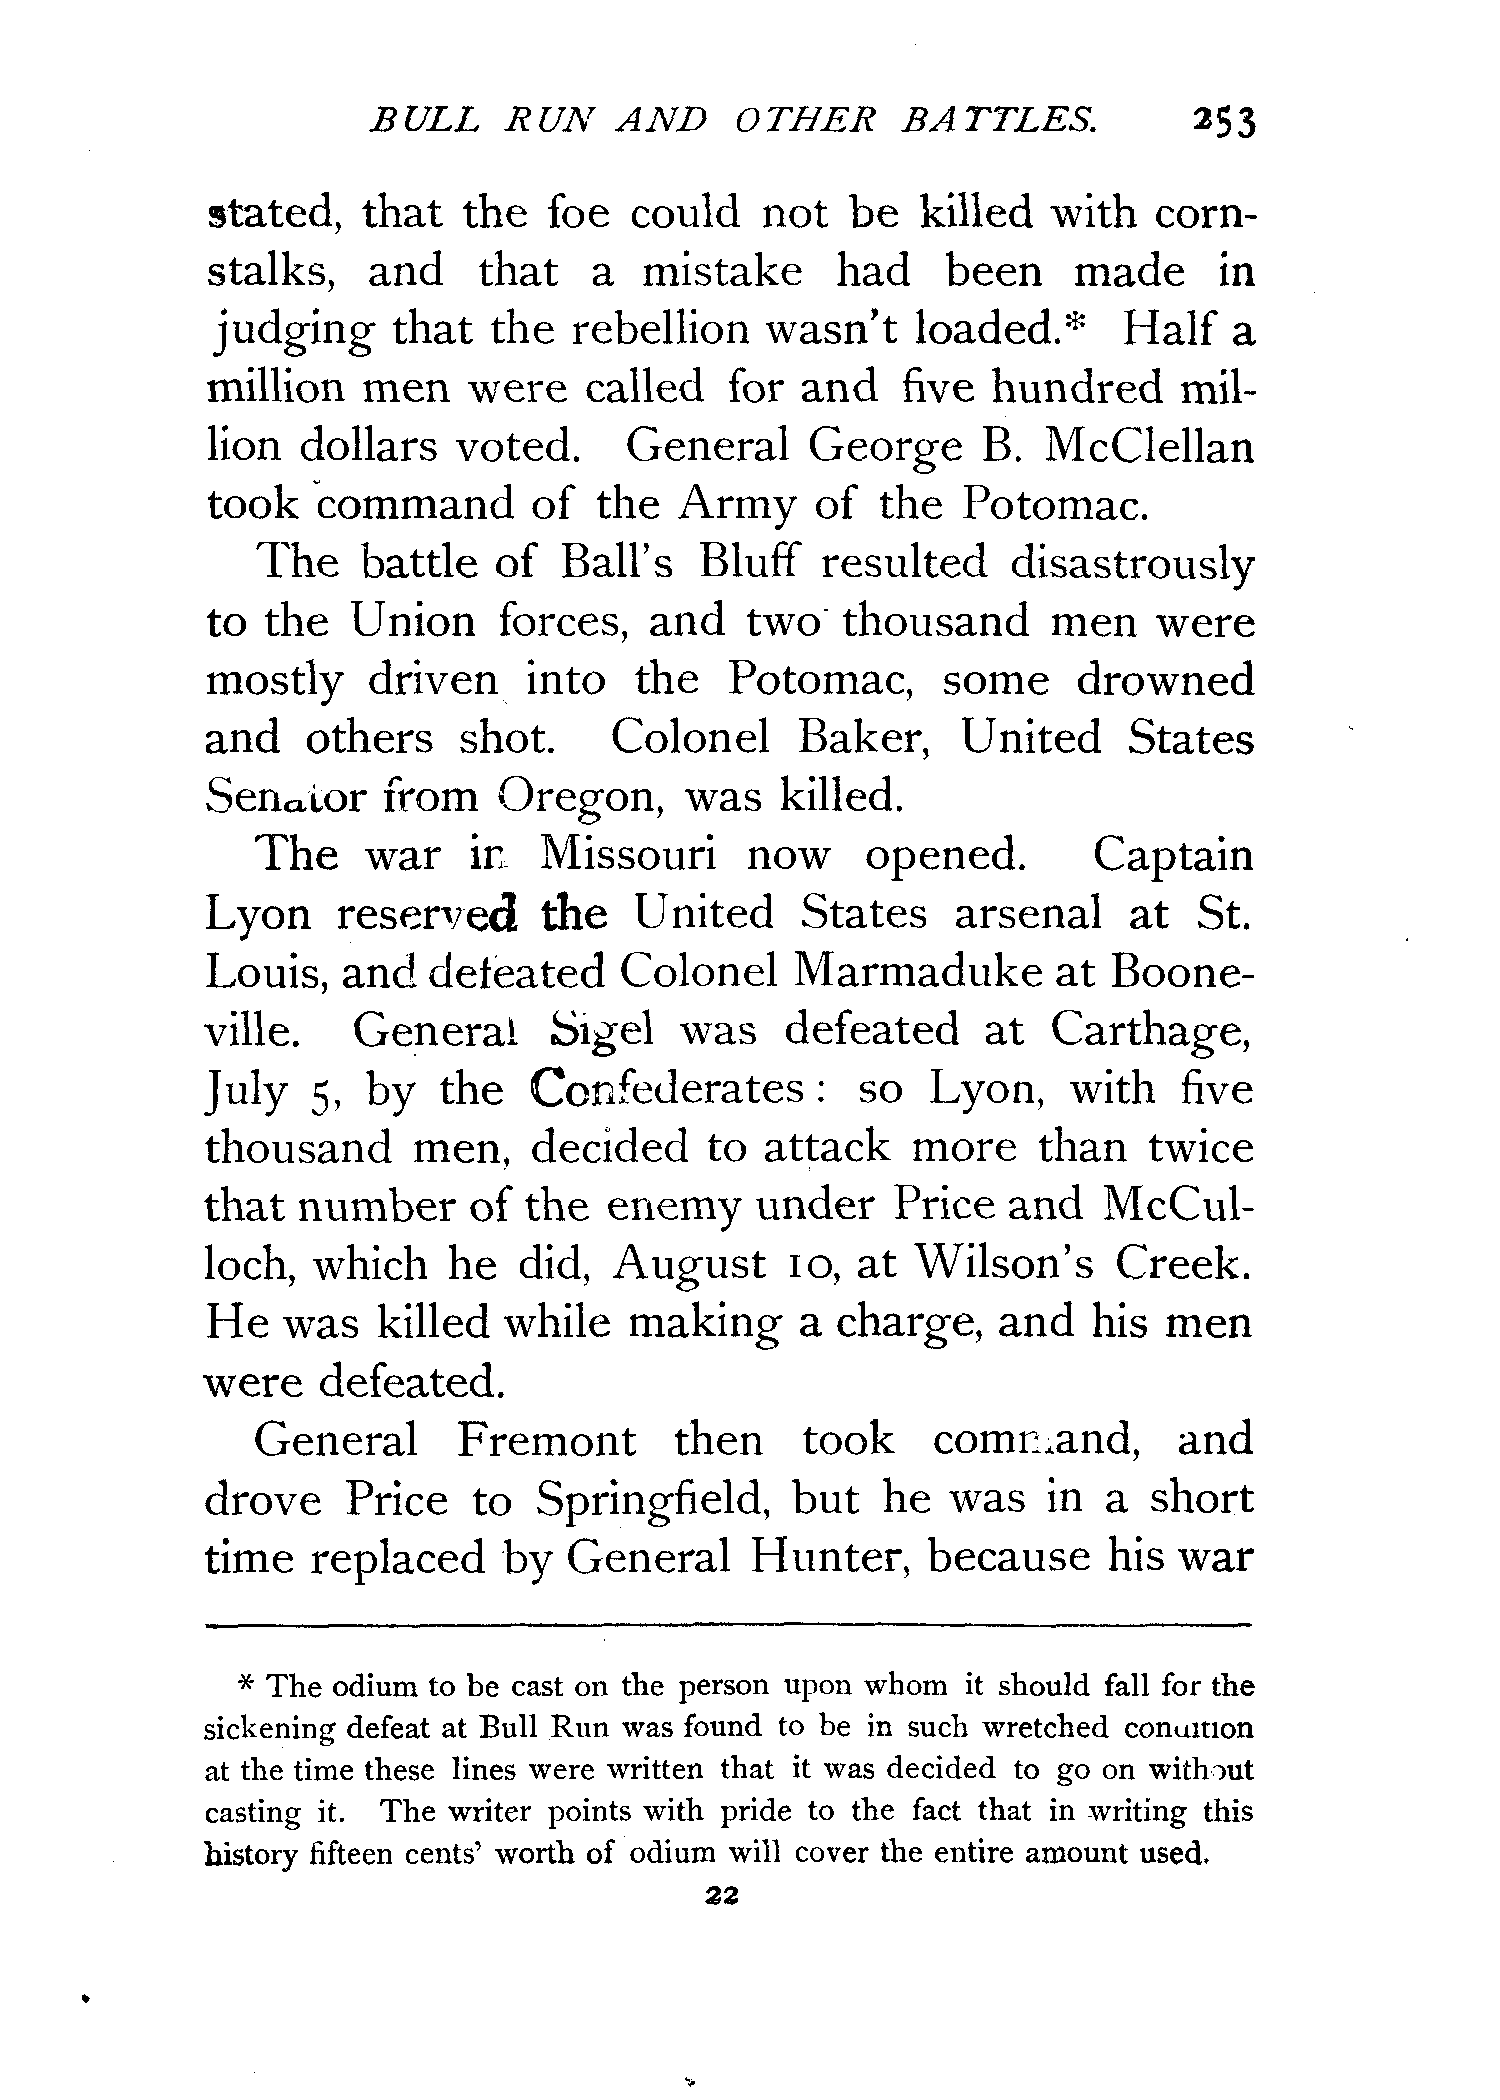 BULL RUN AND OTHER BATTLES. 253
stated, that the foe could not be killed with corn-
stalks, and that a mistake had been made in
judging that the rebellion wasn't loaded.* Half a
million men were called for and five hundred mil-
lion dollars voted. General George B. McClellan
took command of the Army of the Potomac.
The battle of Ball's Bluff resulted disastrously
to the Union forces, and two thousand men were
mostly driven into the Potomac, some drowned
and others shot. Colonel Baker, United States
Senator from Oregon, was killed.
The war in Missouri now opened. Captain
Lyon reserved the United States arsenal at St.
Louis, and defeated Colonel Marmaduke at Boone-
ville. General Sigel was defeated at Carthage,
July 5, by the Confederates: so Lyon, with five
thousand men, decided to attack more than twice
that number of the enemy under Price and McCul-
loch, which he did, August 10, at Wilson's Creek.
He was killed while making a charge, and his men
were defeated.
General Fremont then took command, and
drove Price to Springfield, but he was in a short
time replaced by General Hunter, because his war
* The odium to be cast on the person upon whom it should fall for the
sickening defeat at Bull Run was found to be in such wretched condition
at the time these lines were written that it was decided to go on without
casting it. The writer points with pride to the fact that in writing this
history fifteen cents' worth of odium will cover the entire amount used.
22